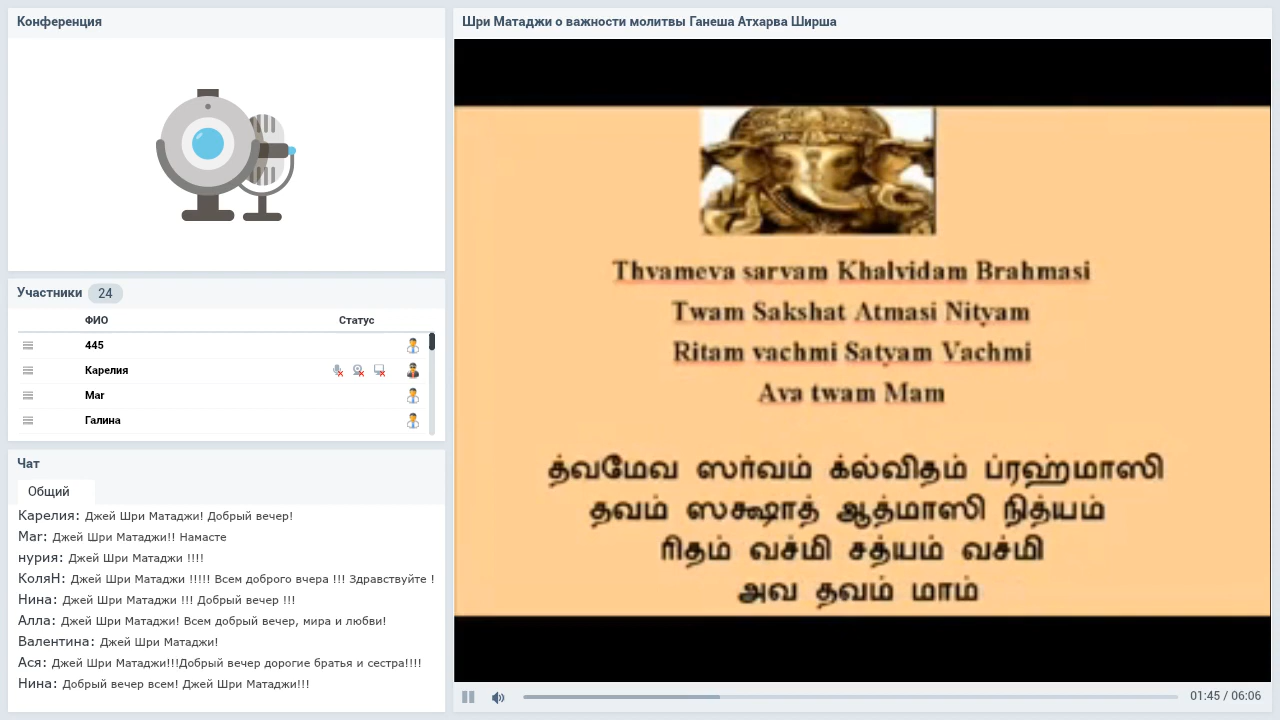 Конференция
Участники 24
ФИО Статус
445
Карелия
Mar
Галина
Чат
Общий
Карелия: Джей Шри Матаджи! Добрый вечер!
Mar: Джей Шри Матаджи!! Намасте
нурия: Джей Шри Матаджи !!!!
КоляН: Джей Шри Матаджи !!!!! Всем доброго вчера !!! Здравствуйте !
Нина: Джей Шри Матаджи !!! Добрый вечер !!!
Алла: Джей Шри Матаджи! Всем добрый вечер, мира и любви!
Валентина: Джей Шри Матаджи!
Ася: Джей Шри Матаджи!!!Добрый вечер дорогие братья и сестра!!!!
Нина: Добрый вечер всем! Джей Шри Матаджи!!!
Шри Матаджи о важности молитвы Ганеша Атхарва Ширша
Thvameva sarvam Khalvidam Brahmasi
Twam Sakshat Atmasi Nityam
Ritam vachmi Satyam Vachmi
Ava twam Mam
த்வமேவ ஸர்வம் க்ல்விதம் ப்ரஹ்மாஸி
தவம் ஸக்ஷாத் ஆத்மாஸி நித்யம்
ரிதம் வச்மி சத்யம் வச்மி
அவ தவம் மாம்
01:45 / 06:06